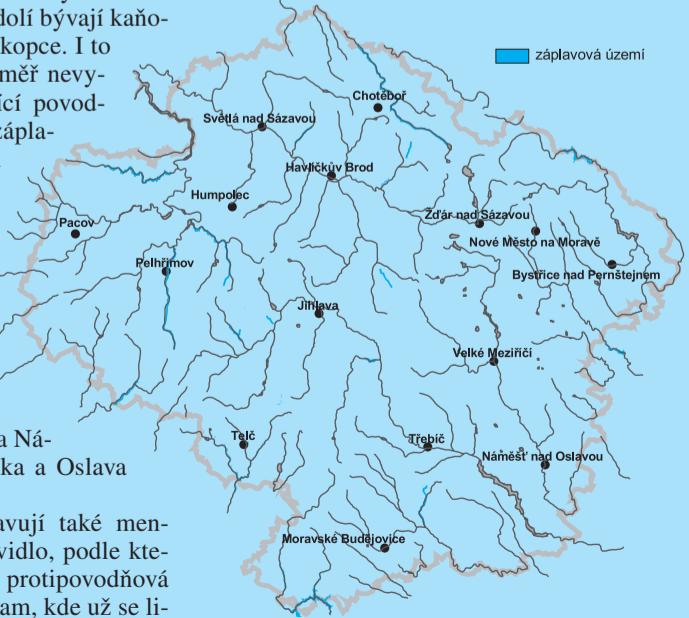 dolí bývají kaňo-
kopce. I to
měř nevy-
ící povod-
zápla-
záplavová území
Chotěboř
Světlá nad Sázavou
Havlíčkův Brod
Humpolec
Pacov
Žďár nad Sázavou
Nové Město na Moravě
Pelhřimov
Bystřice nad Pernštejnem
Jihlava
Velké Meziříčí
Telč
Třebíč
Náměšť nad Oslavou
a Ná-
ka a Oslava
Moravské Budějovice
avují také men-
vidlo, podle kte-
protipovodňová
am, kde už se li-